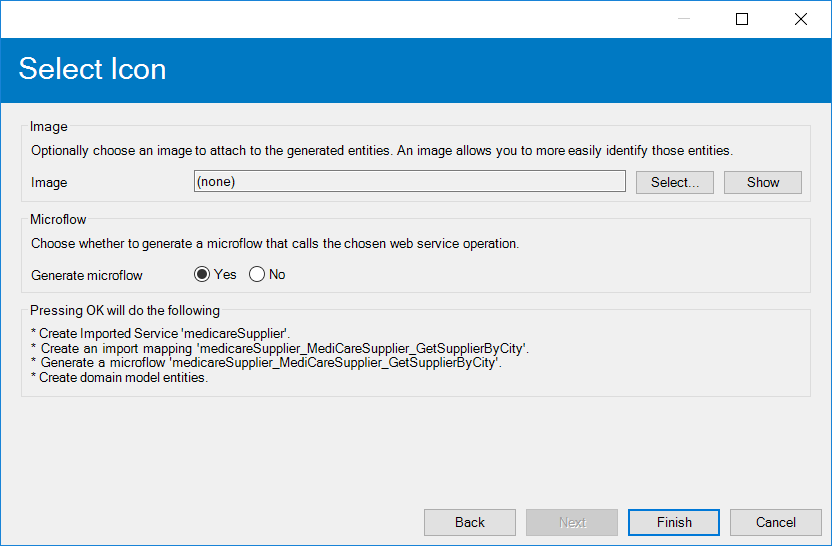 Select Icon
Image
Optionally choose an image to attach to the generated entities. An image allows you to more easily identify those entities.
Image (none) Select... Show
Microflow
Choose whether to generate a microflow that calls the chosen web service operation.
Generate microflow Yes No
Pressing OK will do the following
* Create Imported Service 'medicareSupplier'.
* Create an import mapping 'medicareSupplier_MediCareSupplier_GetSupplierByCity'.
* Generate a microflow 'medicareSupplier_MediCareSupplier_GetSupplierByCity'.
* Create domain model entities.
Back Next Finish Cancel